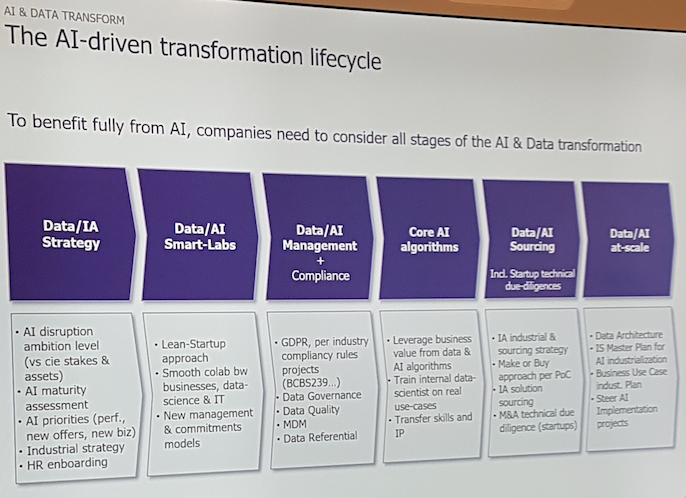 AI & DATA TRANSFORM
The AI-driven transformation lifecycle
To benefit fully from AI, companies need to consider all stages of the AI & Data transformation
Data/IA
Strategy
Data/AI
Smart-Labs
Data/AI
Management
+
Compliance
Core AI
algorithms
Data/AI
Sourcing
Incl. Startup technical
due-diligences
Data/AI
at-scale
• AI disruption
ambition level
(vs cie stakes &
assets)
• AI maturity
assessment
• AI priorities (perf.,
new offers, new biz)
• Industrial strategy
• HR enboarding
• Lean-Startup
approach
• Smooth colab bw
businesses, data-
science & IT
• New management
& commitments
models
• GDPR, per industry
compliancy rules
projects
(BCBS239...)
• Data Governance
• Data Quality
• MDM
• Data Referential
• Leverage business
value from data &
AI algorithms
• Train internal data-
scientist on real
use-cases
• Transfer skills and
IP
• IA industrial &
sourcing strategy
• Make or Buy
approach per PoC
• IA solution
sourcing
• M&A technical due
diligence (startups)
• Data Architecture
• IS Master Plan for
AI industrialization
• Business Use Case
indust. Plan
• Steer AI
Implementation
projects